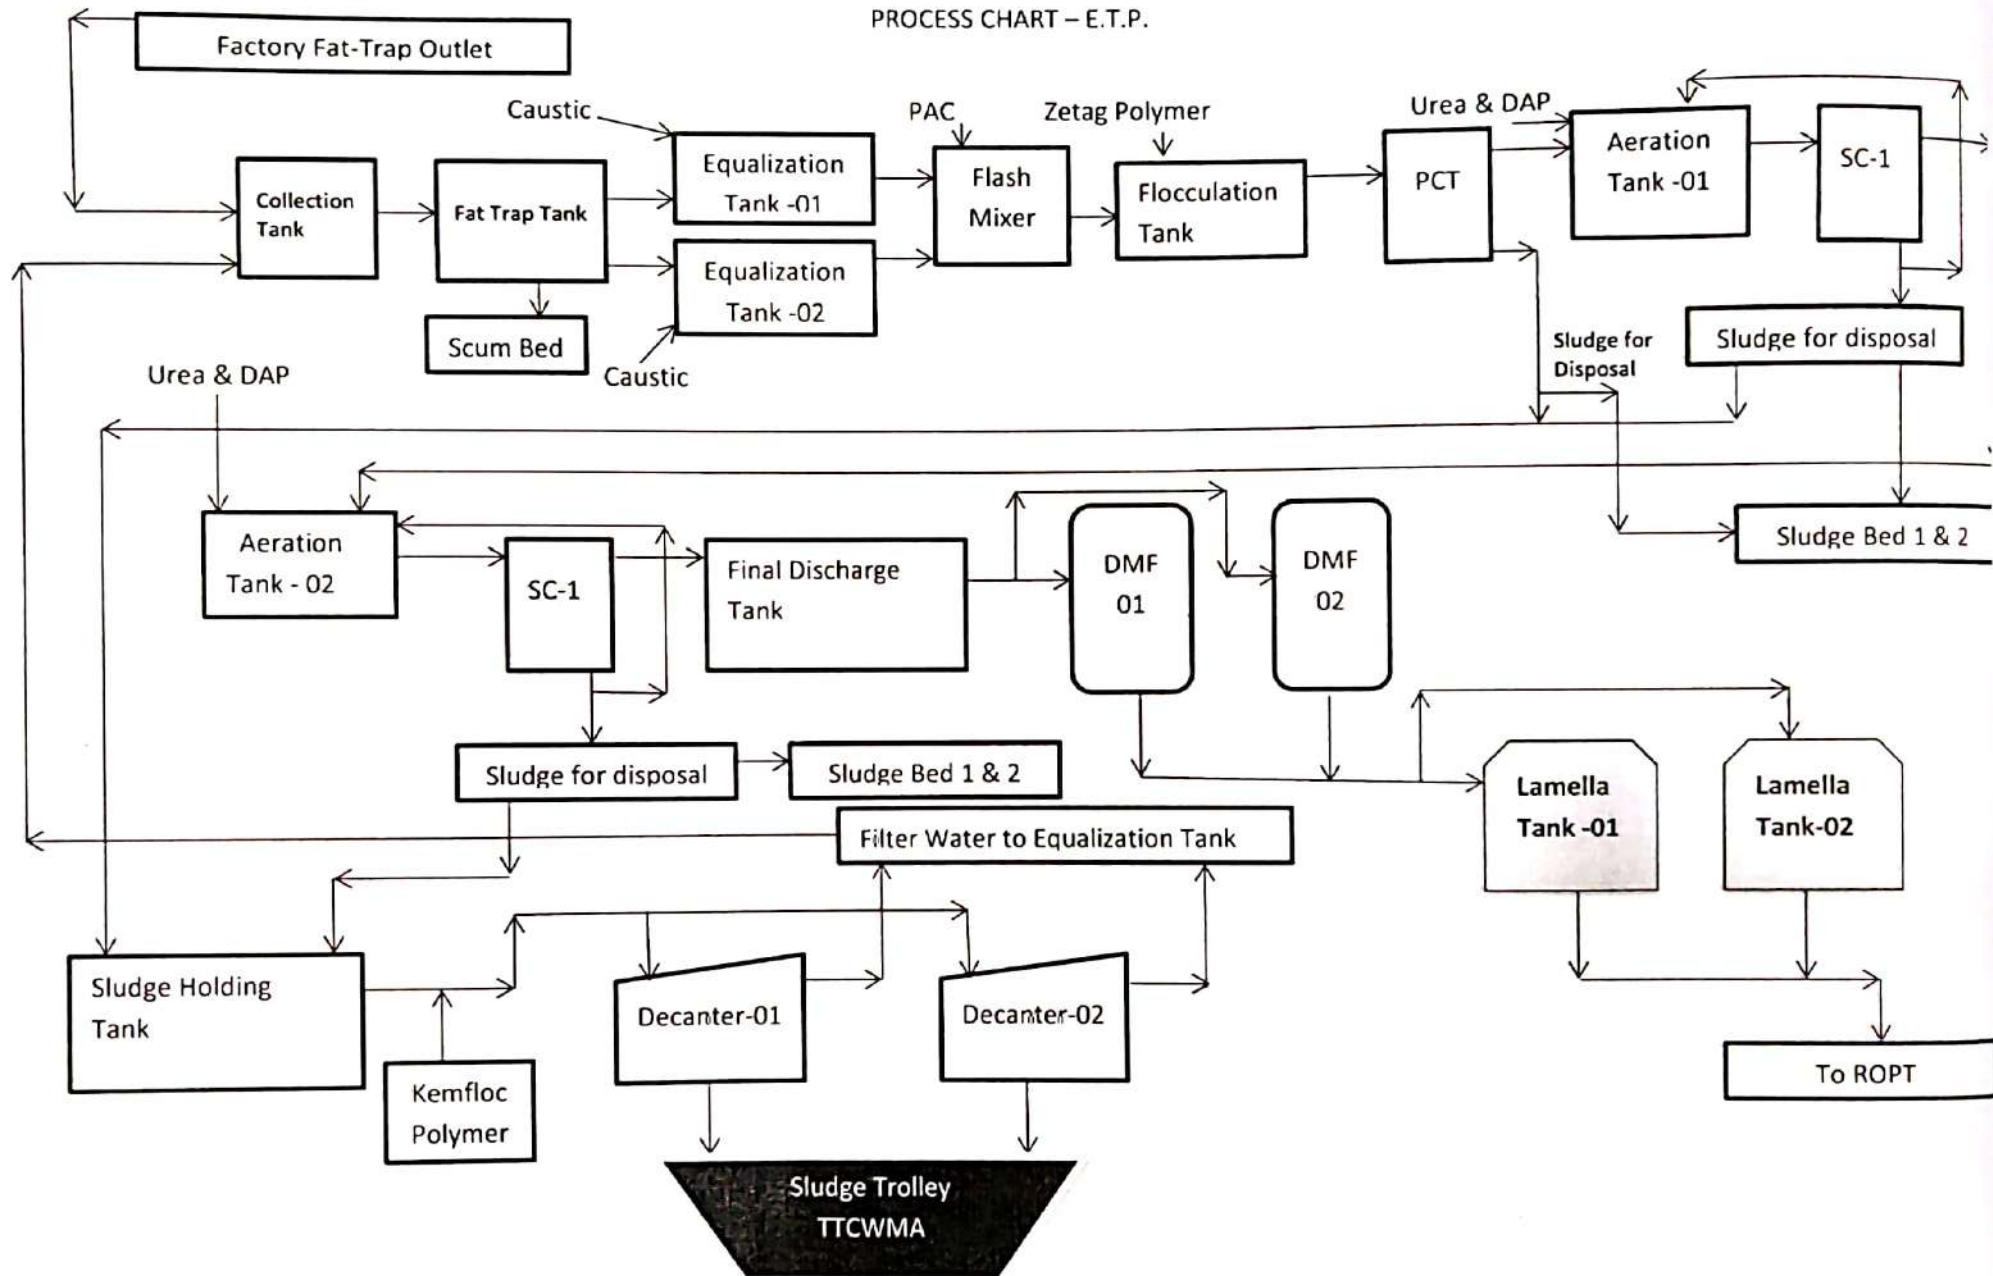 PROCESS CHART – E.T.P.
Factory Fat-Trap Outlet
Caustic
PAC
Zetag Polymer
Urea & DAP
Collection
Tank
Fat Trap Tank
Equalization
Tank -01
Equalization
Tank -02
Flash
Mixer
Flocculation
Tank
PCT
Aeration
Tank -01
SC-1
Scum Bed
Caustic
Sludge for
Disposal
Sludge for disposal
Urea & DAP
Aeration
Tank - 02
SC-1
Final Discharge
Tank
DMF
01
DMF
02
Sludge Bed 1 & 2
Sludge for disposal
Sludge Bed 1 & 2
Lamella
Tank -01
Lamella
Tank-02
Filter Water to Equalization Tank
Sludge Holding
Tank
Decanter-01
Decanter-02
Kemfloc
Polymer
To ROPT
Sludge Trolley
TTCWMA